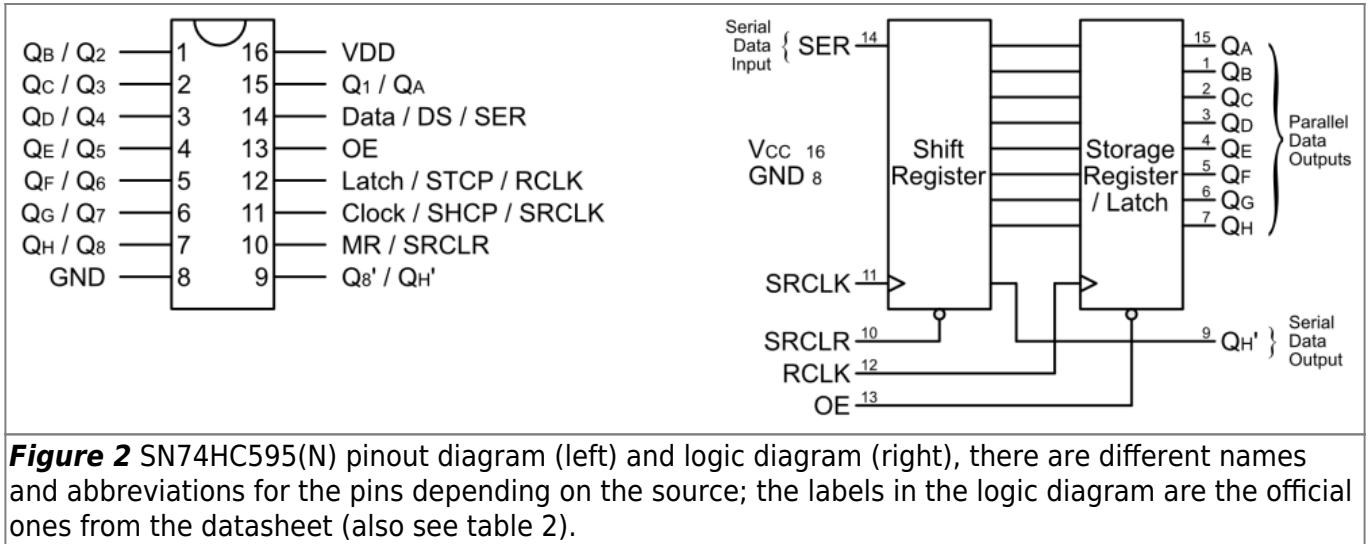 QB / Q2 1 16 VDD
QC / Q3 2 15 Q1 / QA
QD / Q4 3 14 Data / DS / SER
QE / Q5 4 13 OE
QF / Q6 5 12 Latch / STCP / RCLK
QG / Q7 6 11 Clock / SHCP / SRCLK
QH / Q8 7 10 MR / SRCLR
GND 8 9 Q8' / QH'
Serial
Data
Input
{ SER 14
VCC 16
GND 8
Shift
Register
Storage
Register
/ Latch
15 QA
1 QB
2 QC
3 QD
4 QE
5 QF
6 QG
7 QH
Parallel
Data
Outputs
SRCLK 11
SRCLR 10
RCLK 12
OE 13
9 QH' }
Serial
Data
Output
Figure 2 SN74HC595(N) pinout diagram (left) and logic diagram (right), there are different names
and abbreviations for the pins depending on the source; the labels in the logic diagram are the official
ones from the datasheet (also see table 2).